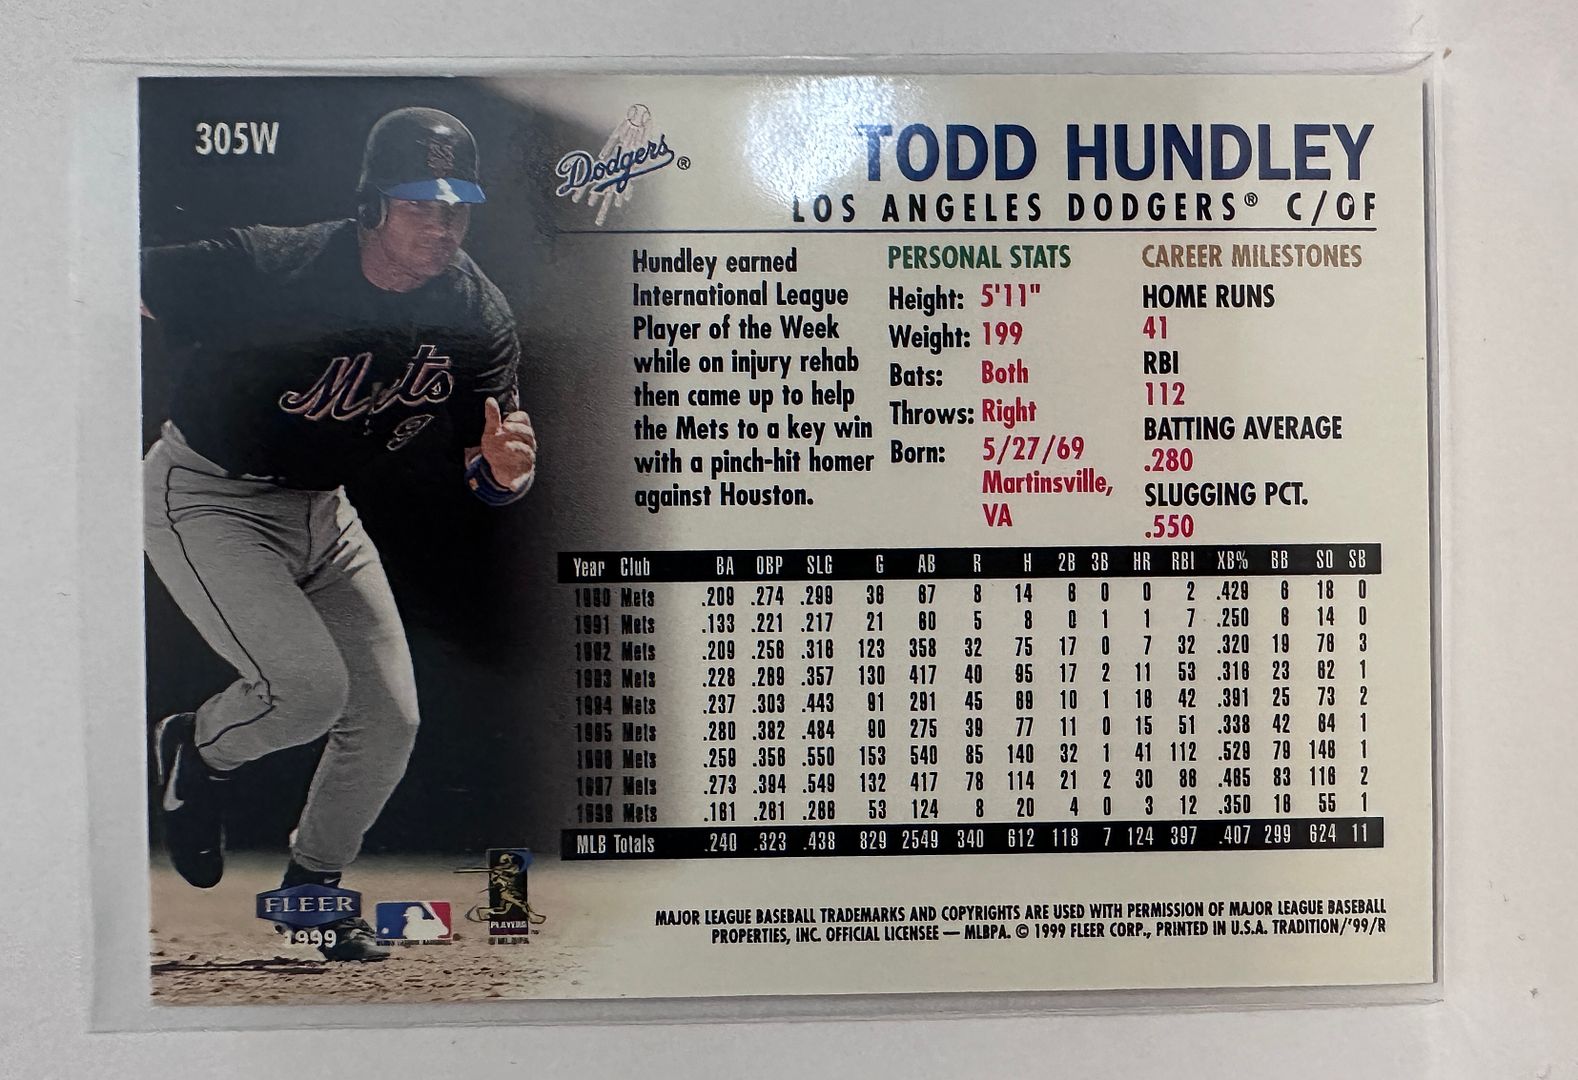 305W
Dodgers®
TODD HUNDLEY
LOS ANGELES DODGERS® C/OF
Hundley earned
International League
Player of the Week
while on injury rehab
then came up to help
the Mets to a key win
with a pinch-hit homer
against Houston.
PERSONAL STATS
Height: 5'11"
Weight: 199
Bats: Both
Throws: Right
Born: 5/27/69
Martinsville,
VA
CAREER MILESTONES
HOME RUNS
41
RBI
112
BATTING AVERAGE
.280
SLUGGING PCT.
.550
Mets
9
Year Club BA OBP SLG G AB R H 2B 3B HR RBI XB% BB SO SB
1990 Mets .209 .274 .299 36 67 8 14 6 0 0 2 .429 6 18 0
1991 Mets .133 .221 .217 21 60 5 8 0 1 1 7 .250 6 14 0
1992 Mets .209 .256 .316 123 358 32 75 17 0 7 32 .320 19 76 3
1993 Mets .228 .269 .357 130 417 40 95 17 2 11 53 .316 23 62 1
1994 Mets .237 .303 .443 91 291 45 69 10 1 16 42 .391 25 73 2
1995 Mets .280 .382 .484 90 275 39 77 11 0 15 51 .338 42 64 1
1996 Mets .259 .356 .550 153 540 85 140 32 1 41 112 .529 79 146 1
1997 Mets .273 .394 .549 132 417 78 114 21 2 30 86 .465 83 116 2
1998 Mets .161 .261 .266 53 124 8 20 4 0 3 12 .350 16 55 1
MLB Totals .240 .323 .438 829 2549 340 612 118 7 124 397 .407 299 624 11
FLEER
1999
PLAYERS
MAJOR LEAGUE BASEBALL TRADEMARKS AND COPYRIGHTS ARE USED WITH PERMISSION OF MAJOR LEAGUE BASEBALL
PROPERTIES, INC. OFFICIAL LICENSEE — MLBPA. © 1999 FLEER CORP., PRINTED IN U.S.A. TRADITION/'99/R